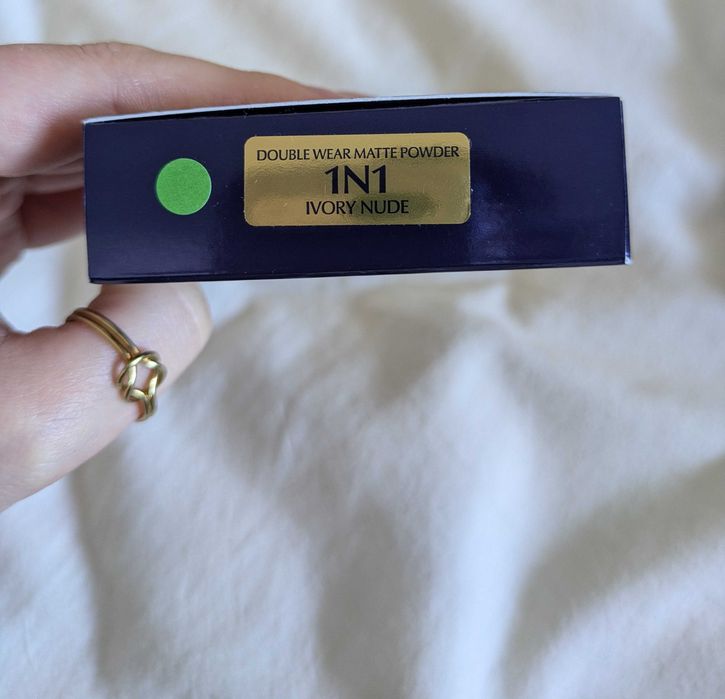 DOUBLE WEAR MATTE POWDER
1N1
IVORY NUDE